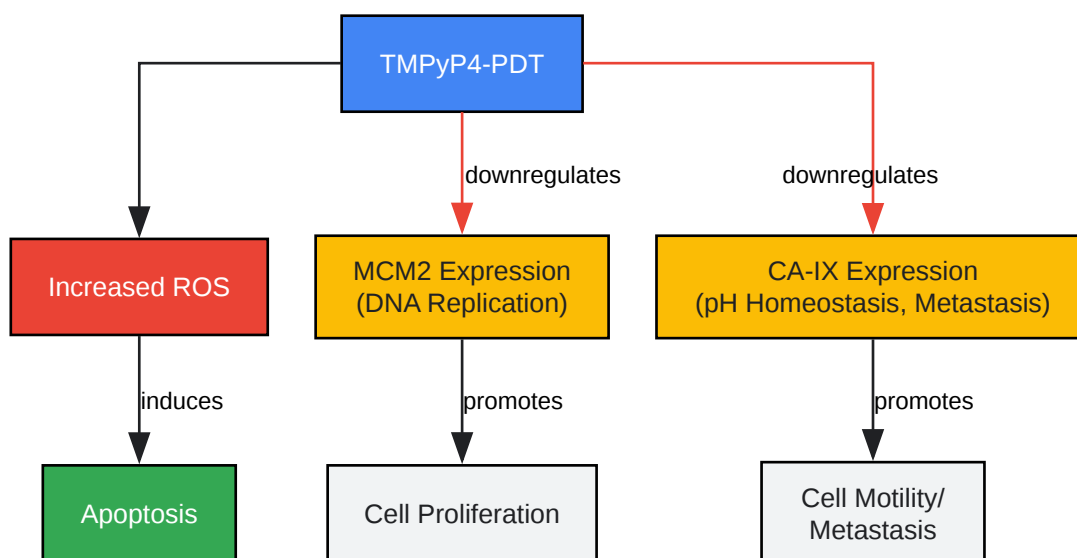 TMPyP4-PDT
downregulates
downregulates
Increased ROS
MCM2 Expression
(DNA Replication)
CA-IX Expression
(pH Homeostasis, Metastasis)
induces
promotes
promotes
Apoptosis
Cell Proliferation
Cell Motility/
Metastasis